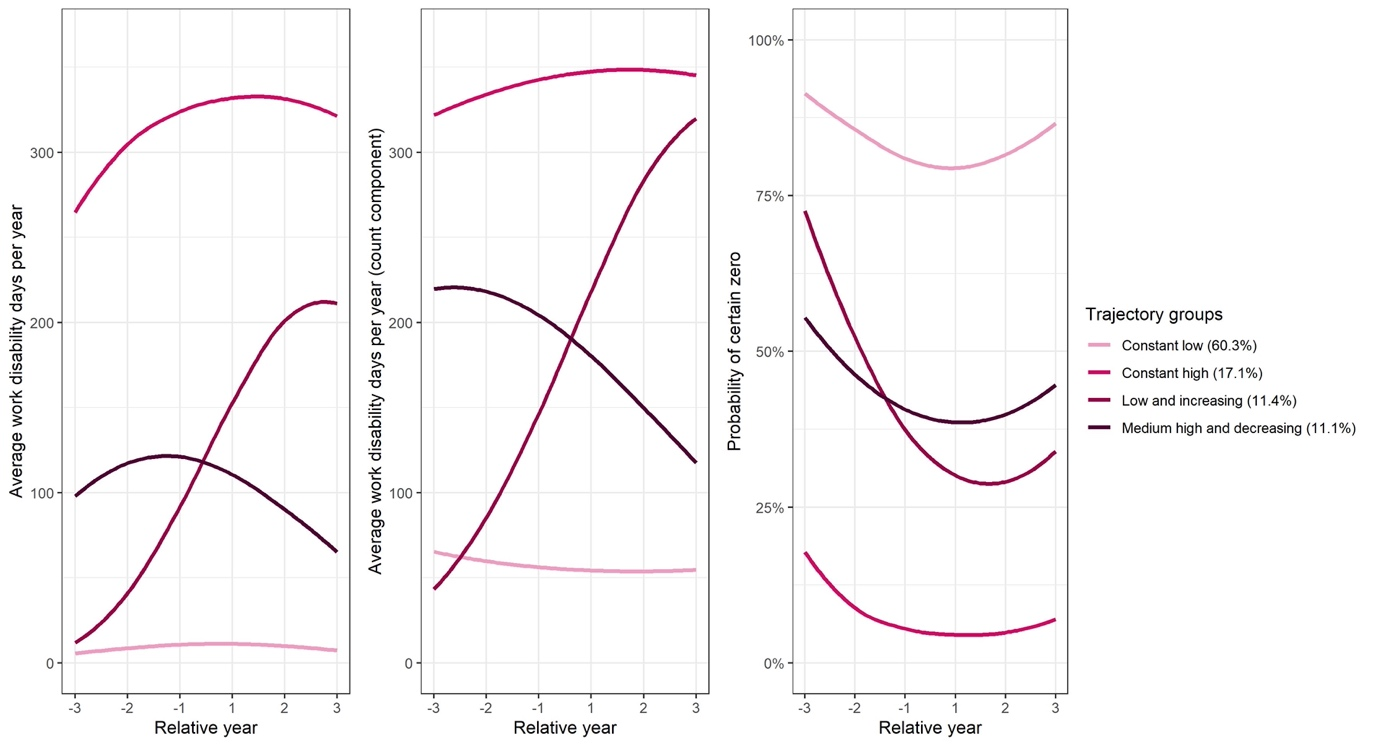 Average work disability days per year
300
200
100
0
-3 -2 -1 1 2 3
Relative year
Average work disability days per year (count component)
300
200
100
0
-3 -2 -1 1 2 3
Relative year
Probability of certain zero
100%
75%
50%
25%
0%
-3 -2 -1 1 2 3
Relative year
Trajectory groups
Constant low (60.3%)
Constant high (17.1%)
Low and increasing (11.4%)
Medium high and decreasing (11.1%)